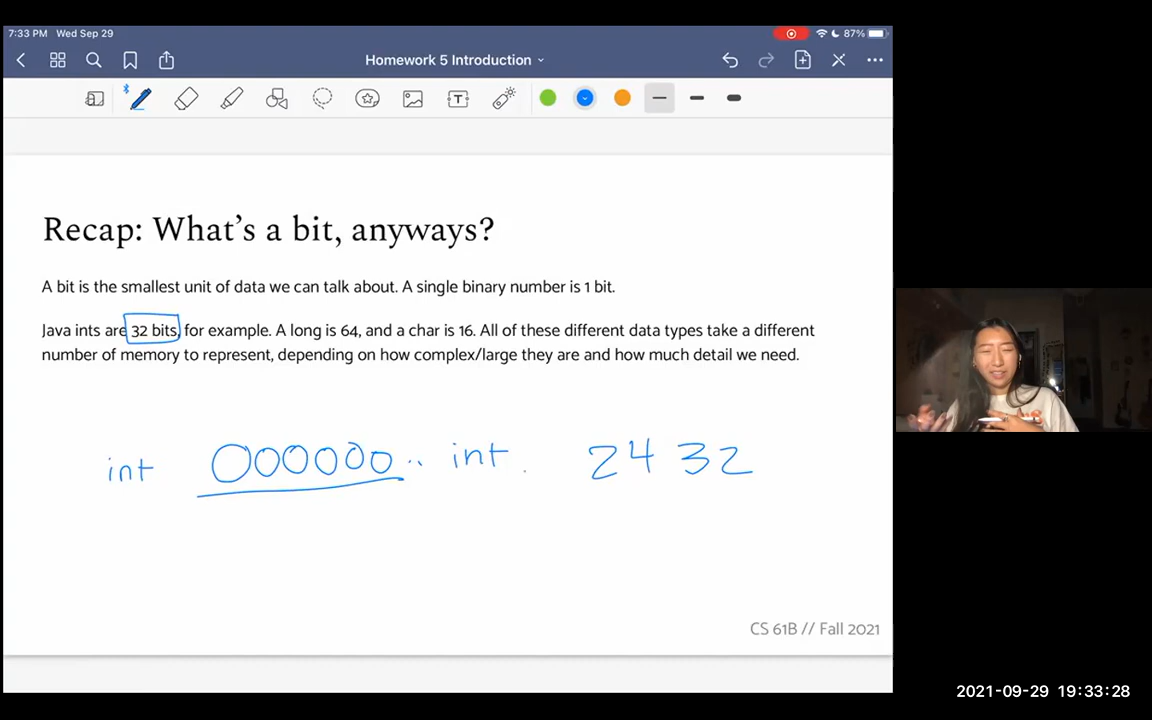 7:33 PM Wed Sep 29
87%
Homework 5 Introduction
T
Recap: What's a bit, anyways?
A bit is the smallest unit of data we can talk about. A single binary number is 1 bit.
Java ints are 32 bits, for example. A long is 64, and a char is 16. All of these different data types take a different
number of memory to represent, depending on how complex/large they are and how much detail we need.
int 000000.. int. 2432
CS 61B // Fall 2021
2021-09-29 19:33:28